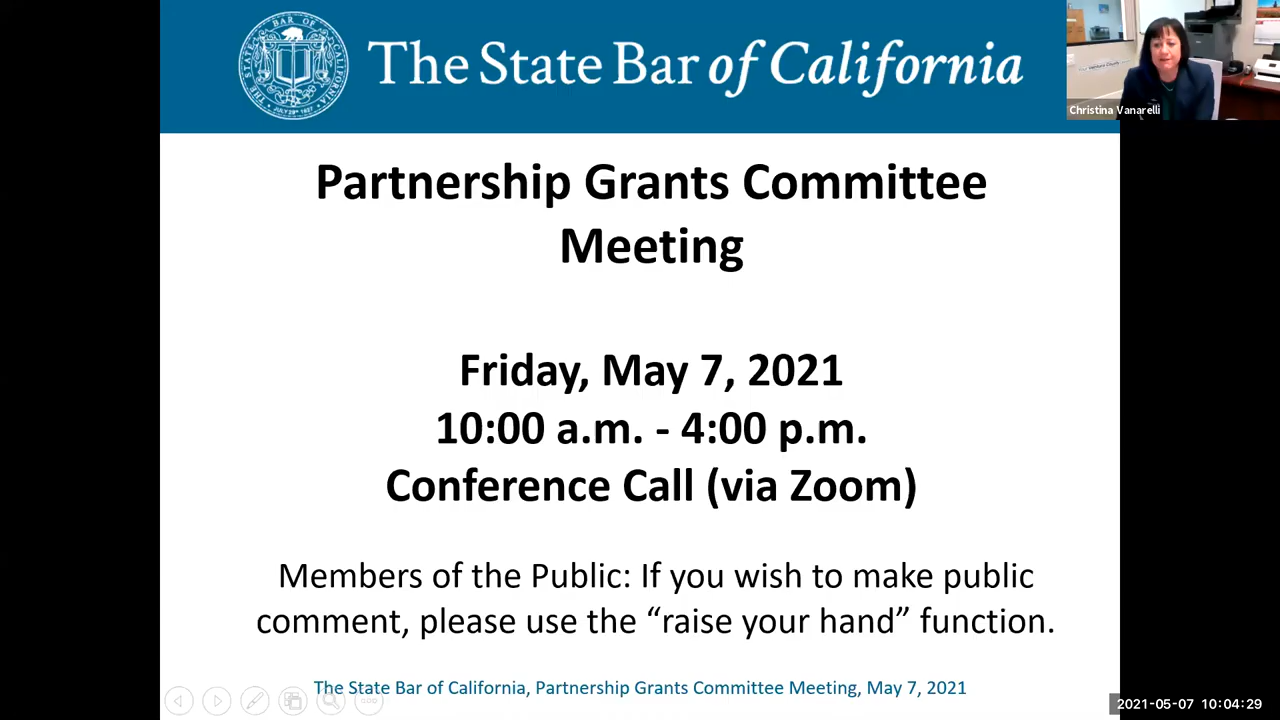 The State Bar of California
Christina Vanarelli
Partnership Grants Committee
Meeting
Friday, May 7, 2021
10:00 a.m. - 4:00 p.m.
Conference Call (via Zoom)
Members of the Public: If you wish to make public
comment, please use the “raise your hand” function.
The State Bar of California, Partnership Grants Committee Meeting, May 7, 2021
2021-05-07 10:04:29